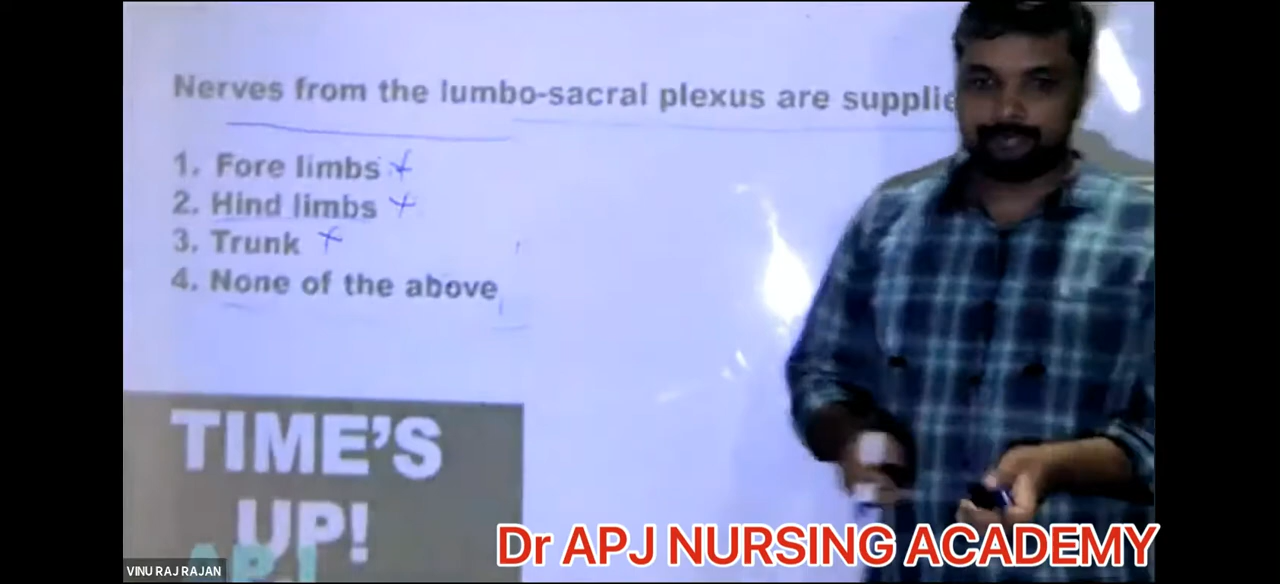 Nerves from the lumbo-sacral plexus are supplie
1. Fore limbs
2. Hind limbs
3. Trunk
4. None of the above
TIME'S
UP!
APJ
Dr APJ NURSING ACADEMY
VINU RAJ RAJAN